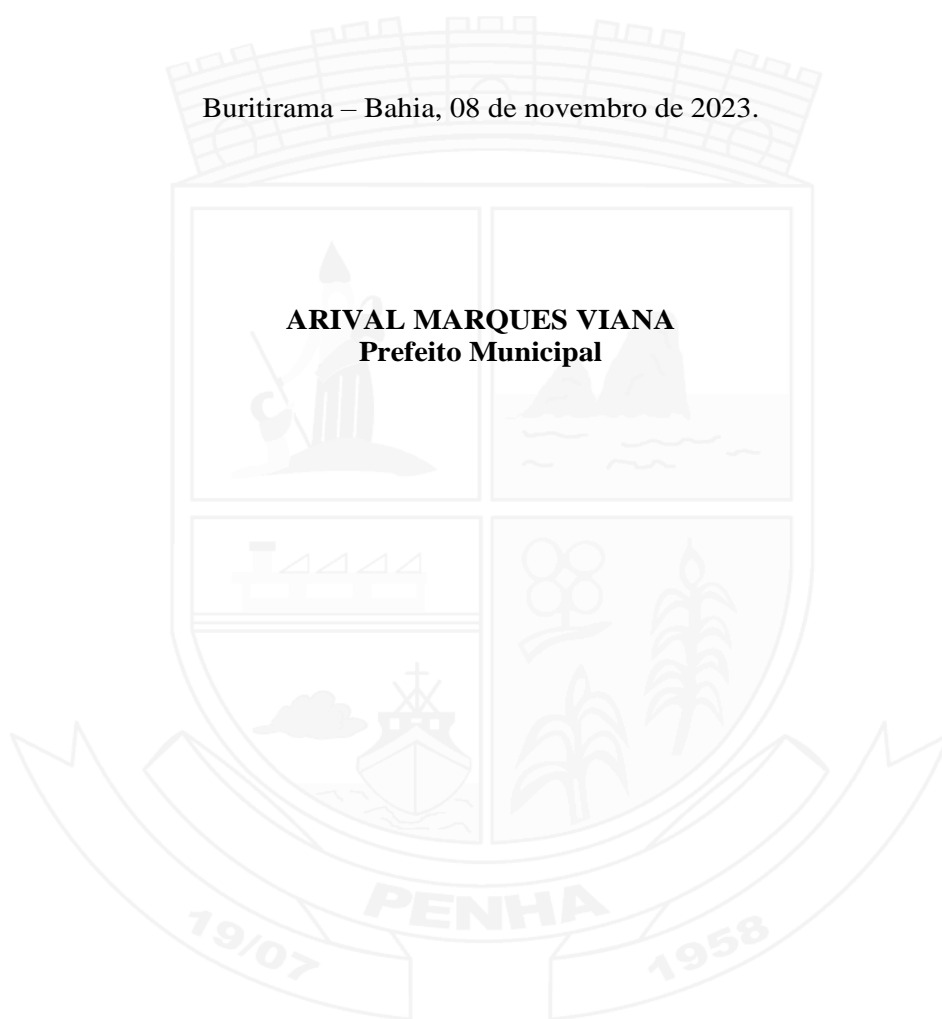 Buritirama – Bahia, 08 de novembro de 2023.
ARIVAL MARQUES VIANA
Prefeito Municipal
PENHA
19/07
1958